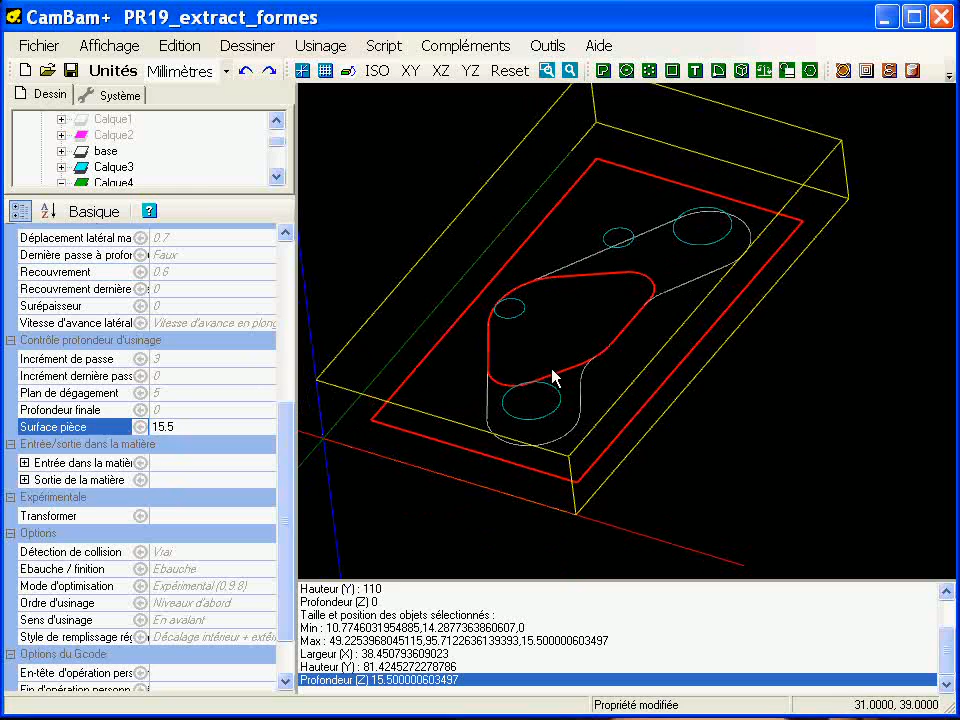 CamBam+ PR19_extract_formes
Fichier Affichage Edition Dessiner Usinage Script Compléments Outils Aide
Unités Millimètres ISO XY XZ YZ Reset
Dessin Système
Calque1
Calque2
base
Calque3
Calque4
Basique
Déplacement latéral ma 0.7
Dernière passe à profor Faux
Recouvrement 0.6
Recouvrement dernière 0
Surépaisseur 0
Vitesse d'avance latéral Vitesse d'avance en plong
Contrôle profondeur d'usinage
Incrément de passe 3
Incrément dernière pass 0
Plan de dégagement 5
Profondeur finale 0
Surface pièce 15.5
Entrée/sortie dans la matière
Entrée dans la matièr
Sortie de la matière
Expérimentale
Transformer
Options
Détection de collision Vrai
Ebauche / finition Ebauche
Mode d'optimisation Expérimental (0.9.8)
Ordre d'usinage Niveaux d'abord
Sens d'usinage En avalant
Style de remplissage rég Décalage intérieur + extéri
Options du Gcode
En-tête d'opération pers
Fin d'opération personn
Hauteur (Y) : 110
Profondeur (Z) 0
Taille et position des objets sélectionnés :
Min : 10.7746031954885,14.2877363860607,0
Max : 49.2253968045115,95.7122636139393,15.500000603497
Largeur (X) : 38.450793609023
Hauteur (Y) : 81.4245272278786
Profondeur (Z) 15.500000603497
Propriété modifiée 31.0000, 39.0000